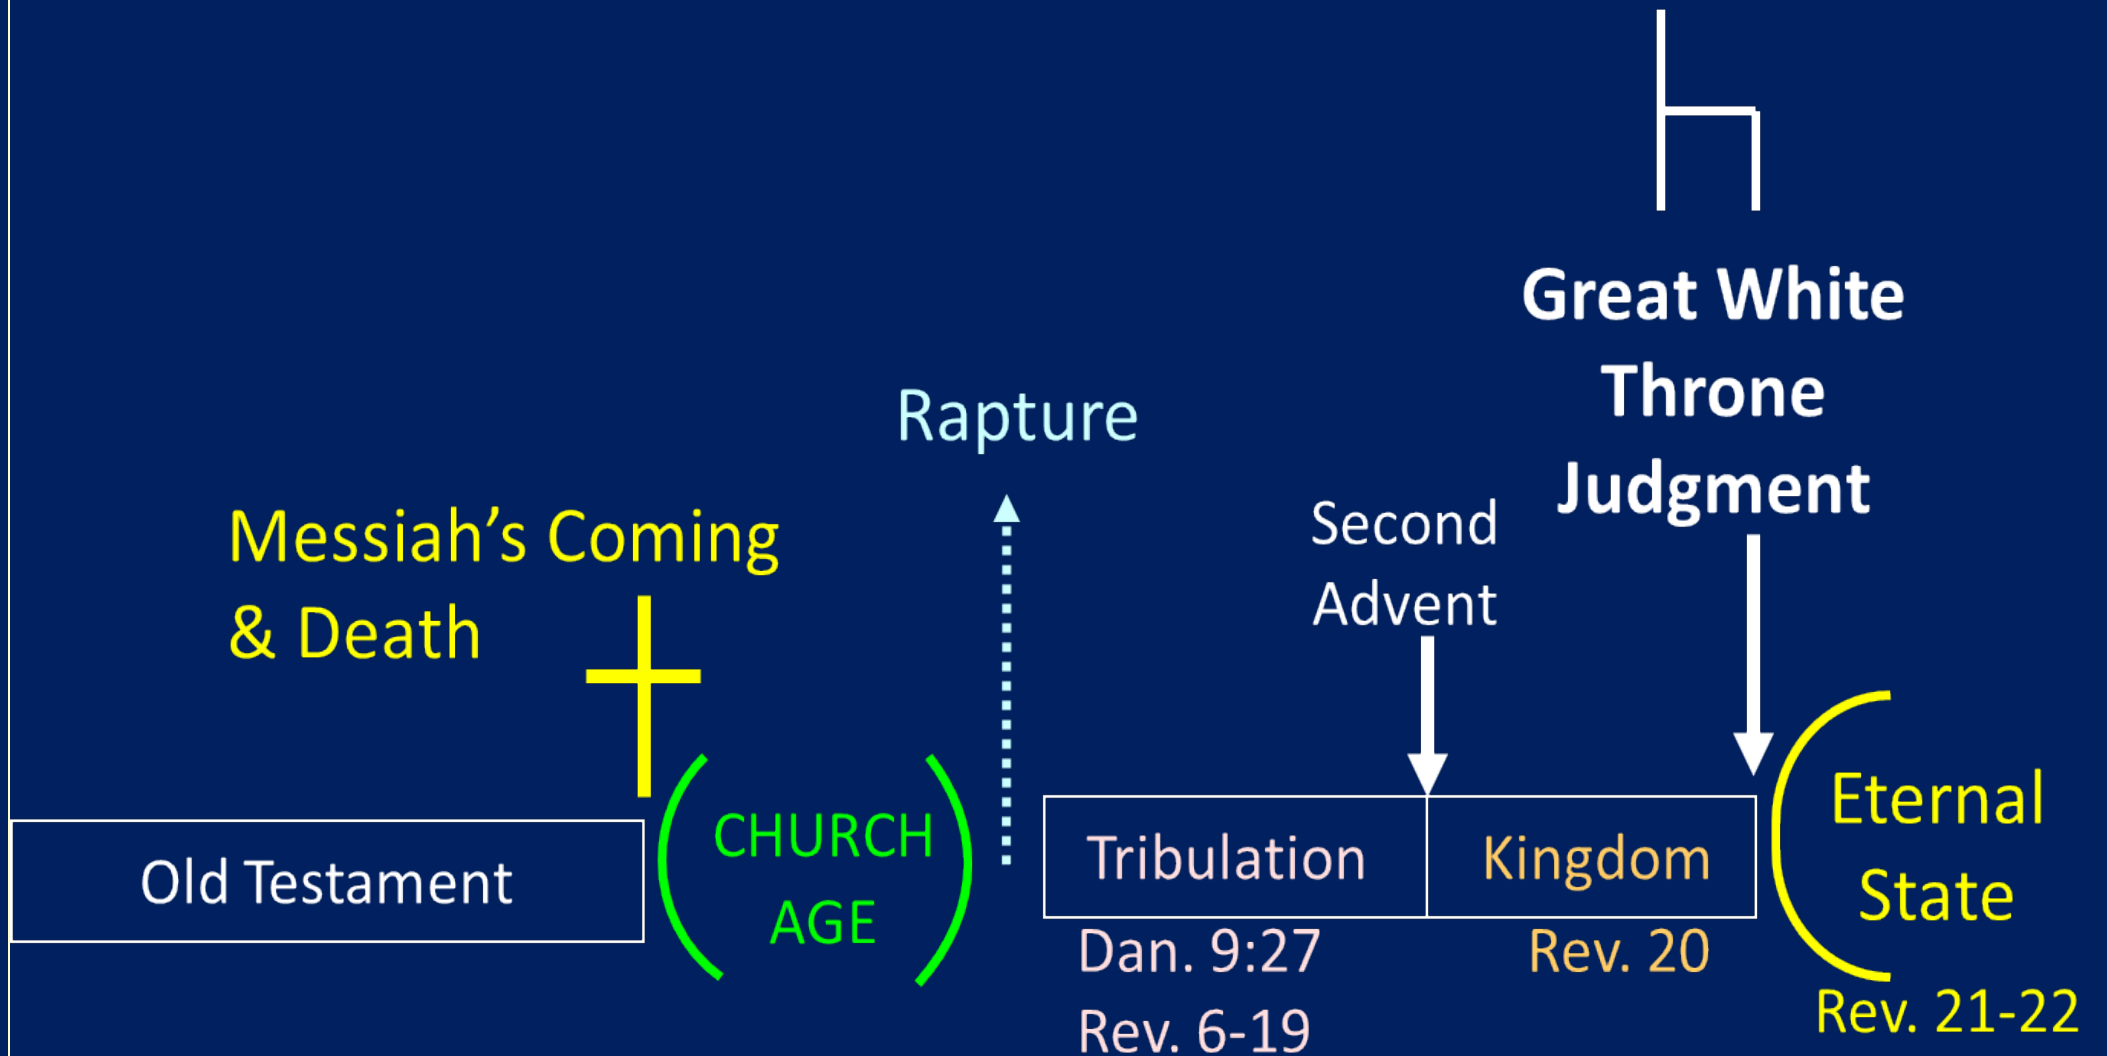 Great White
Throne
Judgment
Rapture
Second
Advent
Messiah’s Coming
& Death
Old Testament
CHURCH
AGE
Tribulation
Kingdom
Eternal
State
Dan. 9:27
Rev. 6-19
Rev. 20
Rev. 21-22